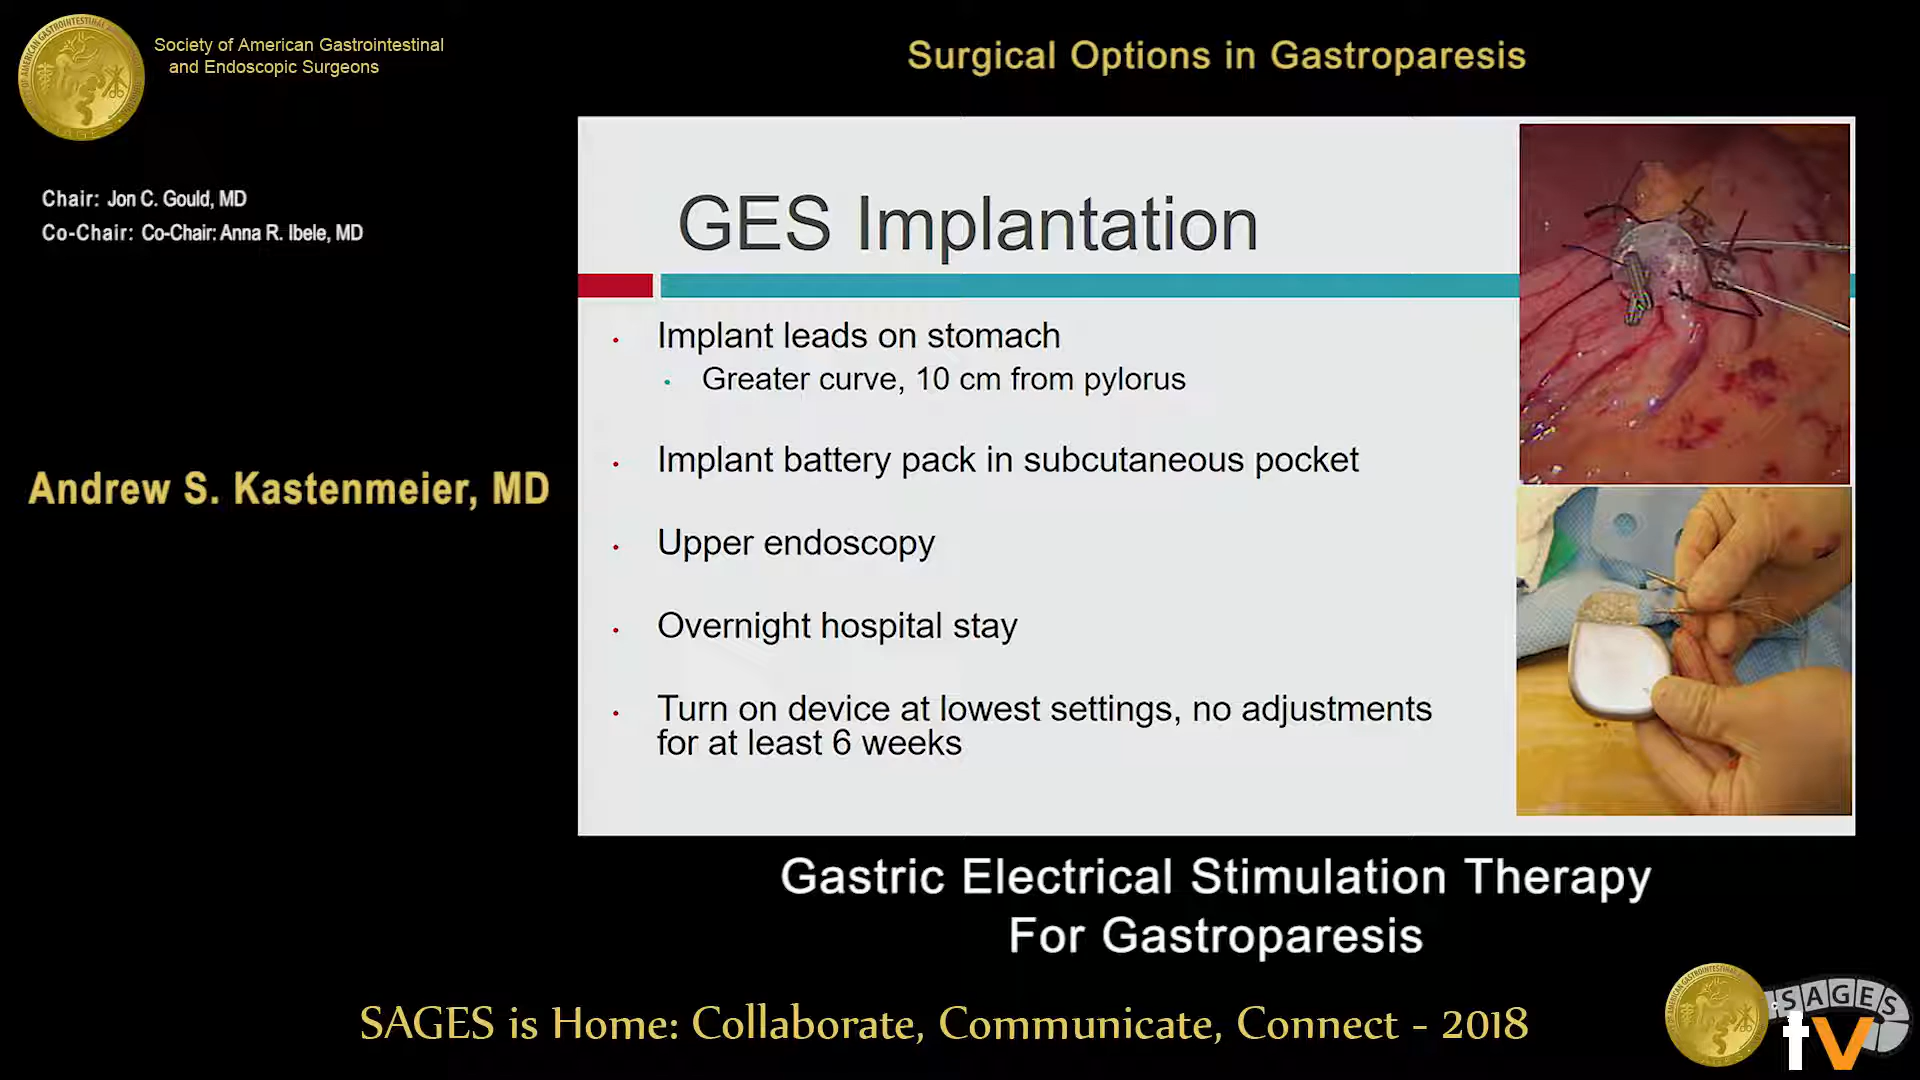 Society of American Gastrointestinal
and Endoscopic Surgeons
Surgical Options in Gastroparesis
Chair: Jon C. Gould, MD
Co-Chair: Co-Chair: Anna R. Ibele, MD
Andrew S. Kastenmeier, MD
GES Implantation
Implant leads on stomach
Greater curve, 10 cm from pylorus
Implant battery pack in subcutaneous pocket
Upper endoscopy
Overnight hospital stay
Turn on device at lowest settings, no adjustments
for at least 6 weeks
Gastric Electrical Stimulation Therapy
For Gastroparesis
SAGES is Home: Collaborate, Communicate, Connect - 2018
SAGES
tv